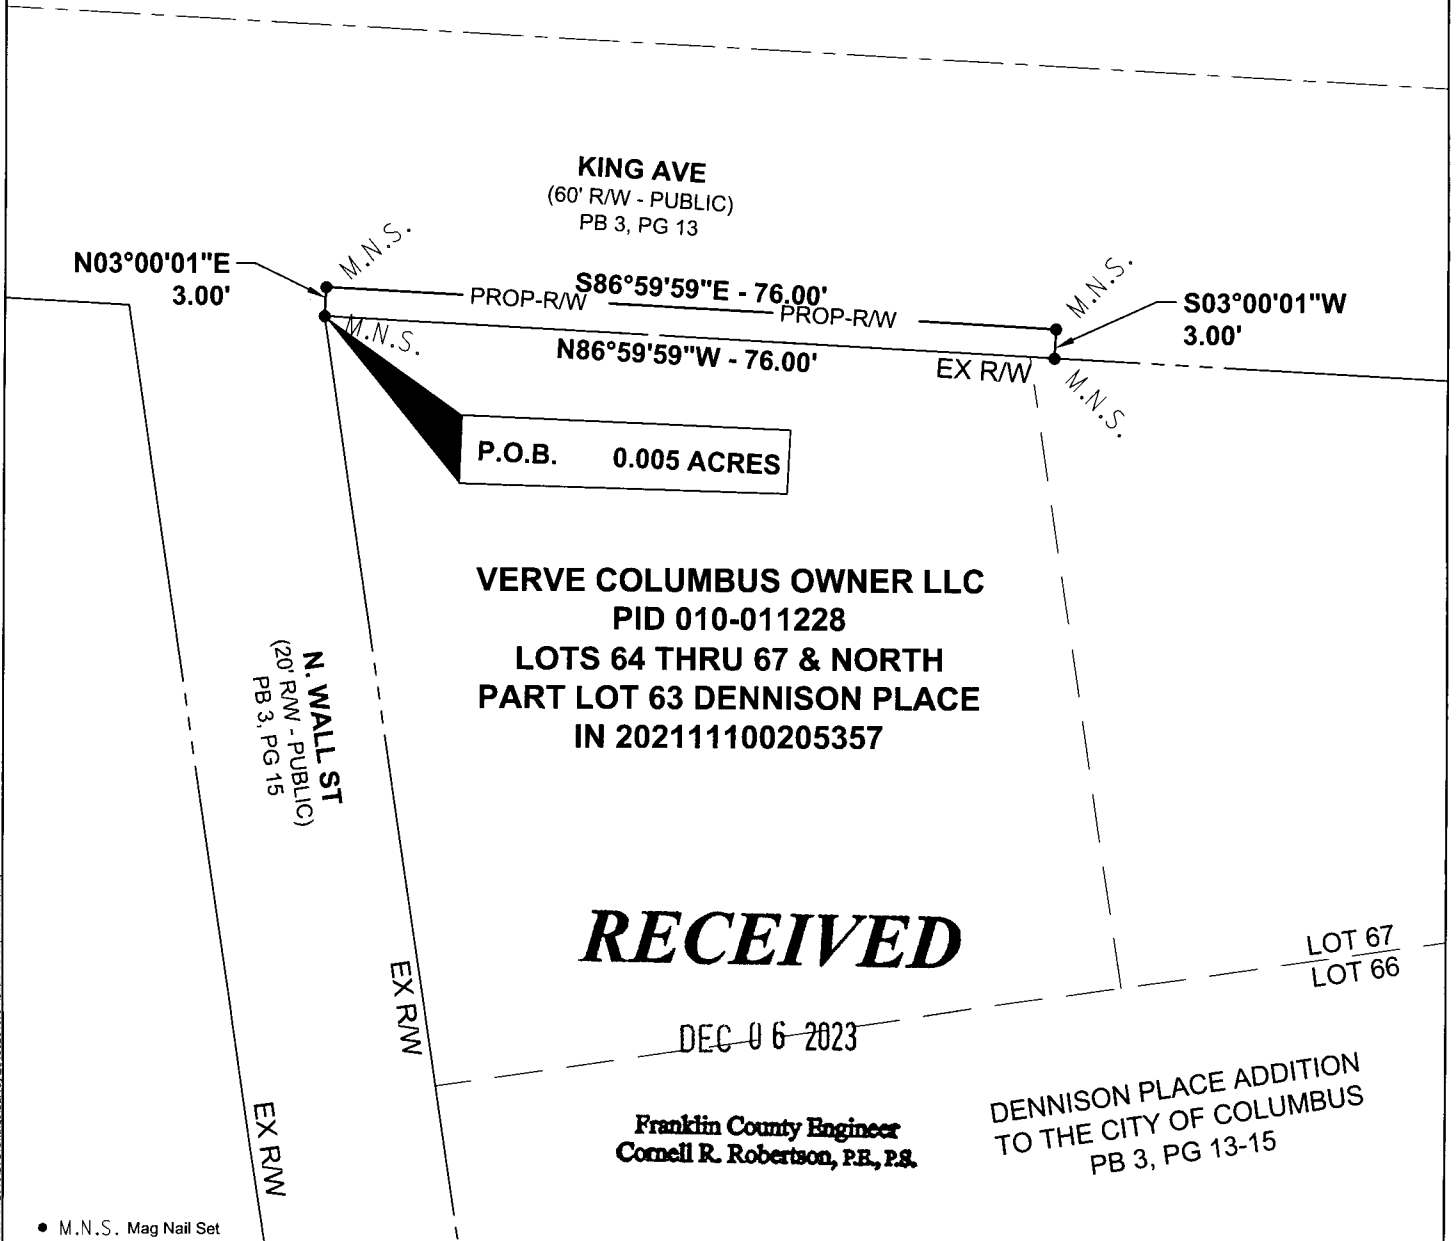 KING AVE
(60' R/W - PUBLIC)
PB 3, PG 13
N03°00'01"E
3.00'
M.N.S.
S86°59'59"E - 76.00'
PROP-R/W
PROP-R/W
M.N.S.
S03°00'01"W
3.00'
M.N.S.
N86°59'59"W - 76.00'
EX R/W
M.N.S.
P.O.B. 0.005 ACRES
VERVE COLUMBUS OWNER LLC
PID 010-011228
LOTS 64 THRU 67 & NORTH
PART LOT 63 DENNISON PLACE
IN 202111100205357
N. WALL ST
(20' R/W - PUBLIC)
PB 3, PG 15
RECEIVED
DEC 06 2023
Franklin County Engineer
Cornell R. Robertson, P.E., P.S.
EX R/W
EX R/W
LOT 67
LOT 66
DENNISON PLACE ADDITION
TO THE CITY OF COLUMBUS
PB 3, PG 13-15
M.N.S. Mag Nail Set